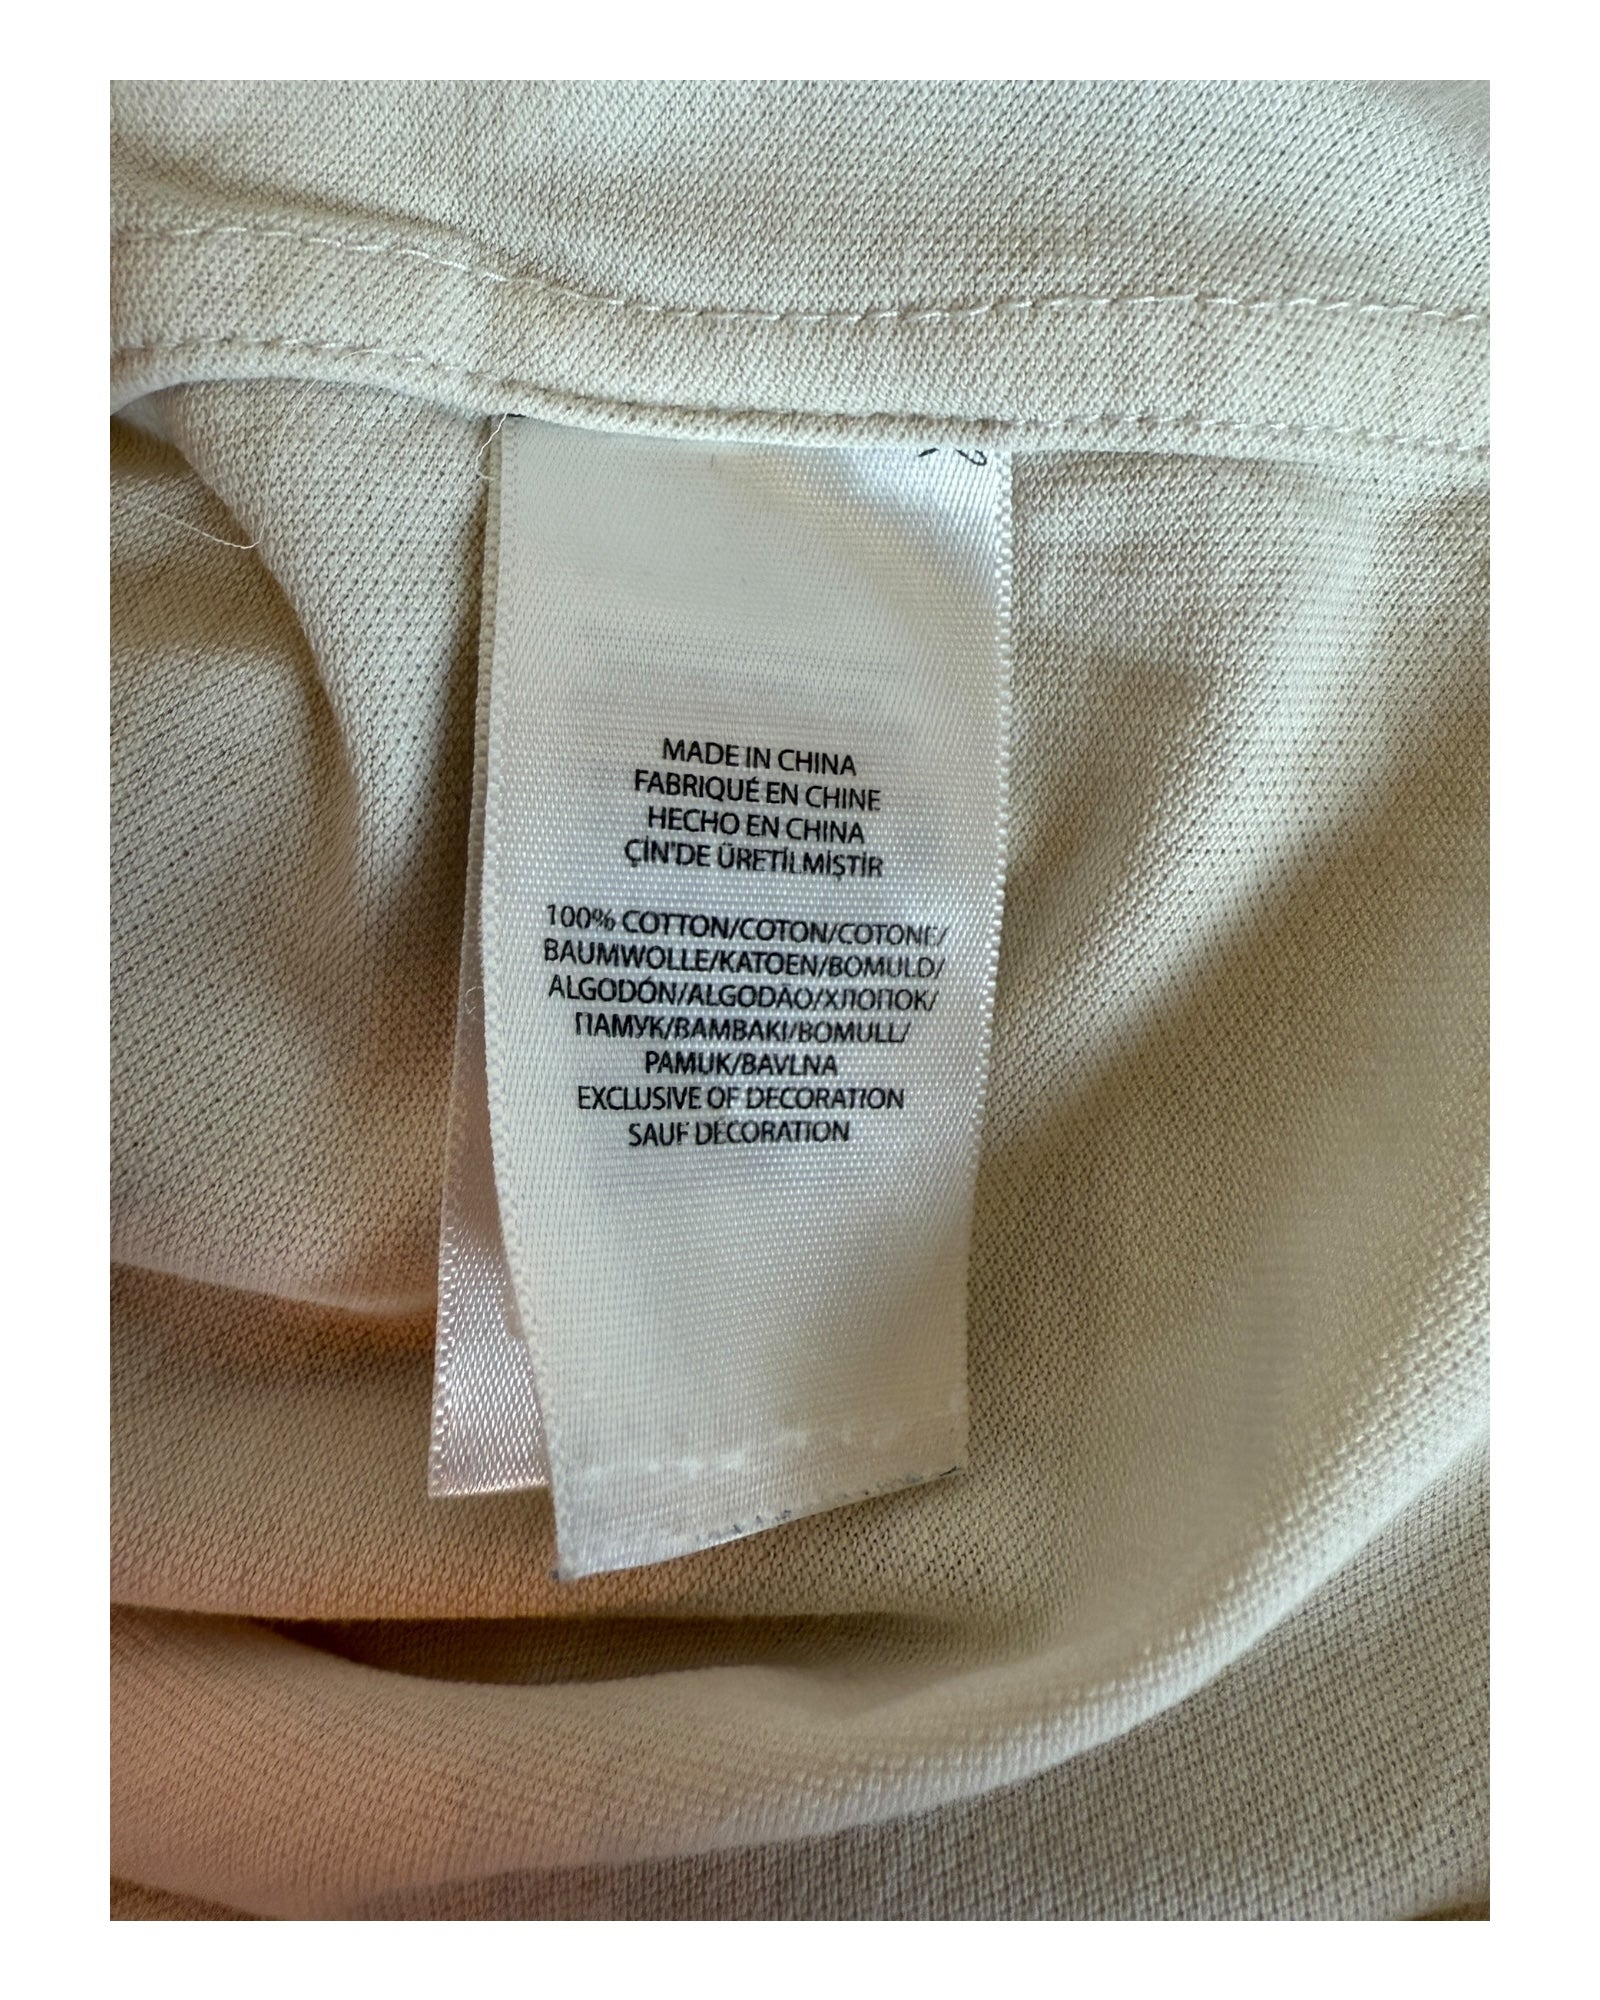 MADE IN CHINA
FABRIQUÉ EN CHINE
HECHO EN CHINA
ÇİN'DE ÜRETİLMİŞTİR
100% COTTON/COTON/COTONE/
BAUMWOLLE/KATOEN/BOMULD/
ALGODÓN/ALGODÃO/ХЛОПОК/
ПАМУК/BAMBAKI/BOMULL/
PAMUK/BAVLNA
EXCLUSIVE OF DECORATION
SAUF DÉCORATION